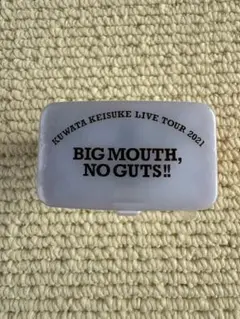 KUWATA KEISUKE LIVE TOUR 2021
BIG MOUTH,
NO GUTS!!